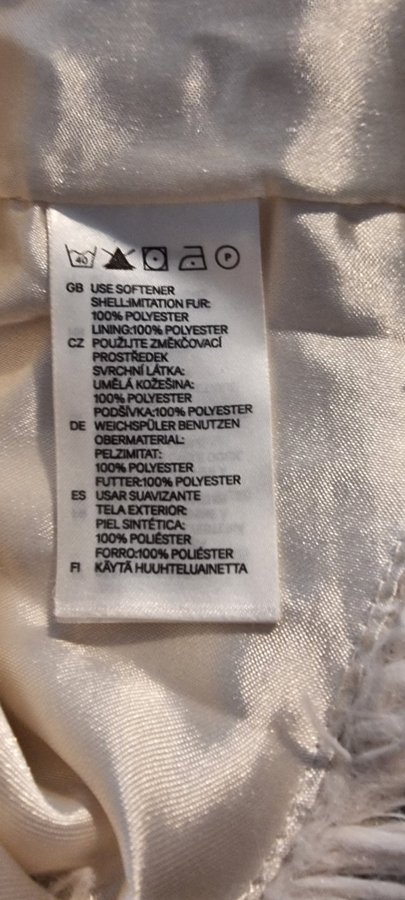 40 P
GB USE SOFTENER
SHELL:IMITATION FUR:
100% POLYESTER
LINING:100% POLYESTER
CZ POUŽIJTE ZMĚKČOVACÍ
PROSTŘEDEK
SVRCHNÍ LÁTKA:
UMĚLÁ KOŽEŠINA:
100% POLYESTER
PODŠÍVKA:100% POLYESTER
DE WEICHSPÜLER BENUTZEN
OBERMATERIAL:
PELZIMITAT:
100% POLYESTER
FUTTER:100% POLYESTER
ES USAR SUAVIZANTE
TELA EXTERIOR:
PIEL SINTÉTICA:
100% POLIÉSTER
FORRO:100% POLIÉSTER
FI KÄYTÄ HUUHTELUAINETTA